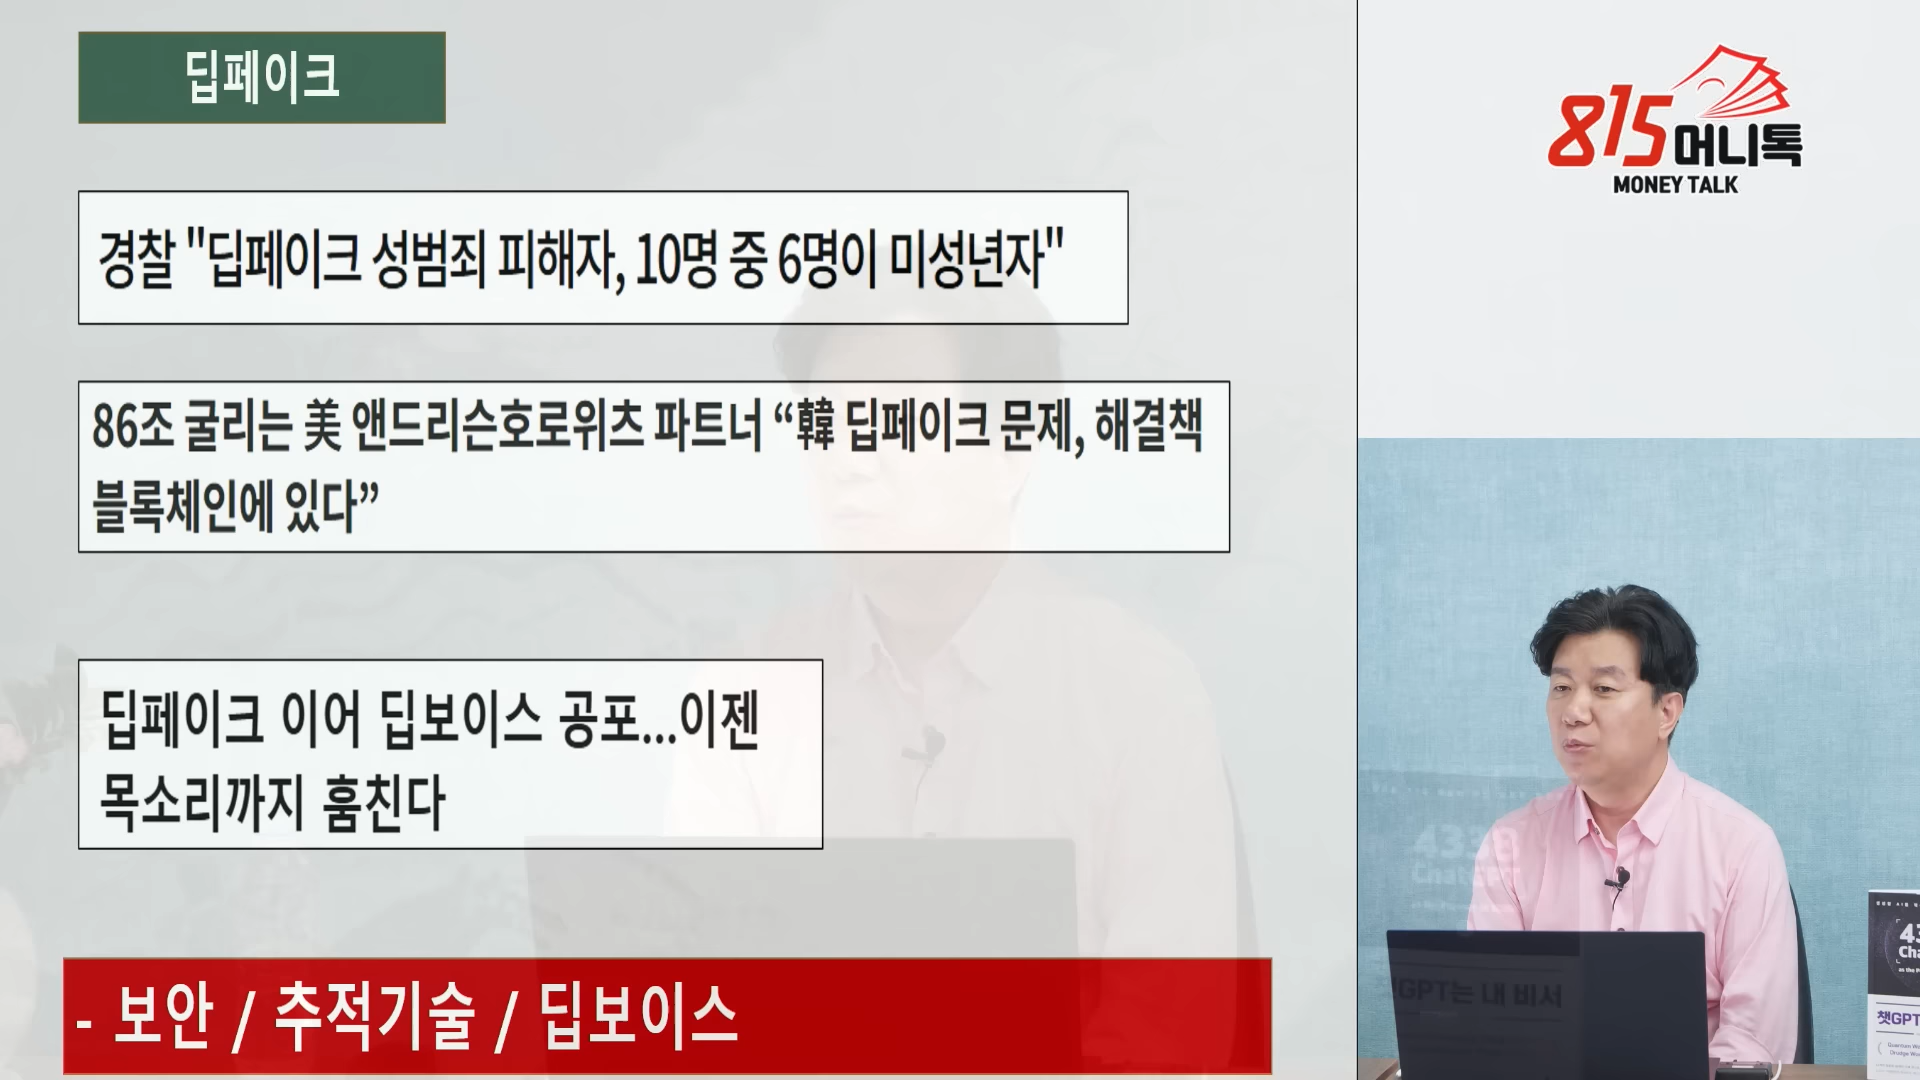 딥페이크
815머니톡
MONEY TALK
경찰 "딥페이크 성범죄 피해자, 10명 중 6명이 미성년자"
86조 굴리는 美 앤드리슨호로위츠 파트너 “韓 딥페이크 문제, 해결책
블록체인에 있다”
딥페이크 이어 딥보이스 공포...이젠
목소리까지 훔친다
- 보안 / 추적기술 / 딥보이스
GPT는 내 비서
챗GPT